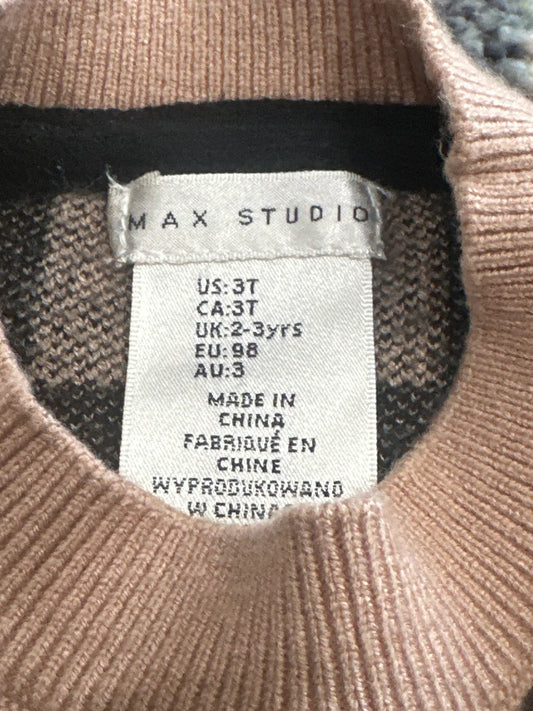 MAX STUDIO
US: 3T
CA: 3T
UK: 2-3yrs
EU: 98
AU: 3
MADE IN
CHINA
FABRIQUÉ EN
CHINE
WYPRODUKOWANO
W